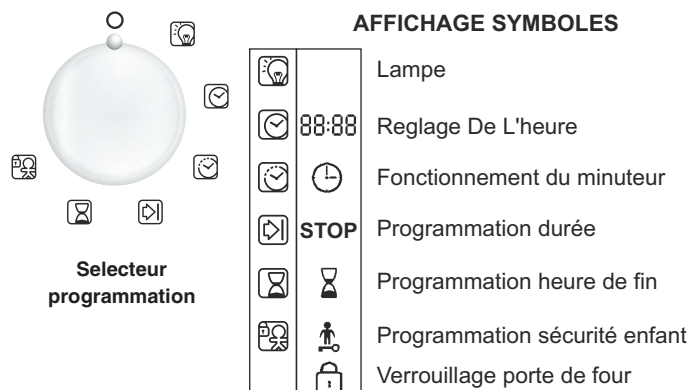 AFFICHAGE SYMBOLES
Lampe
88:88 Reglage De L'heure
Fonctionnement du minuteur
STOP Programmation durée
Programmation heure de fin
Programmation sécurité enfant
Verrouillage porte de four
Selecteur
programmation